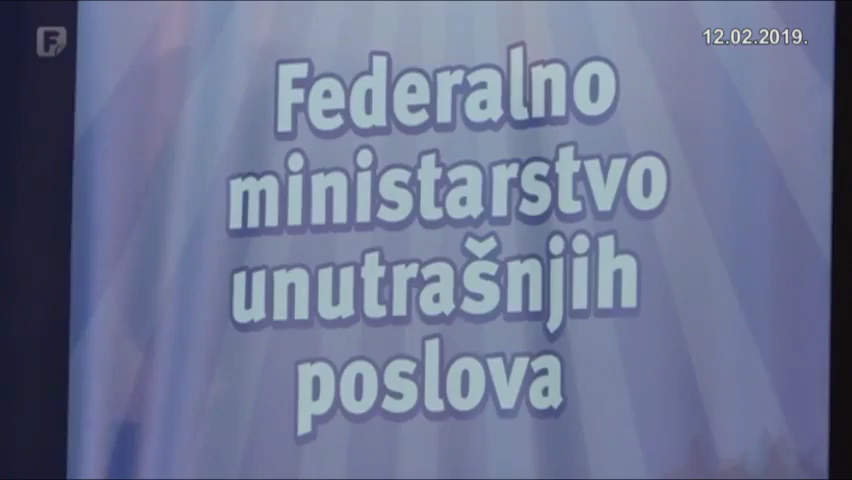 F
12.02.2019.
Federalno
ministarstvo
unutrašnjih
poslova